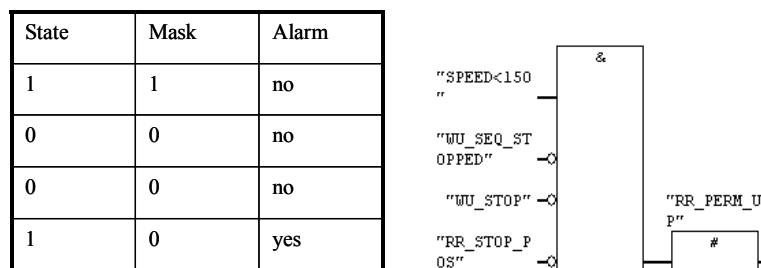 State Mask Alarm
1 1 no
0 0 no
0 0 no
1 0 yes
&
"SPEED<150
"
"WU_SEQ_ST
OPPED"
"WU_STOP"
"RR_STOP_P
OS"
"RR_PERM_U
P"
#